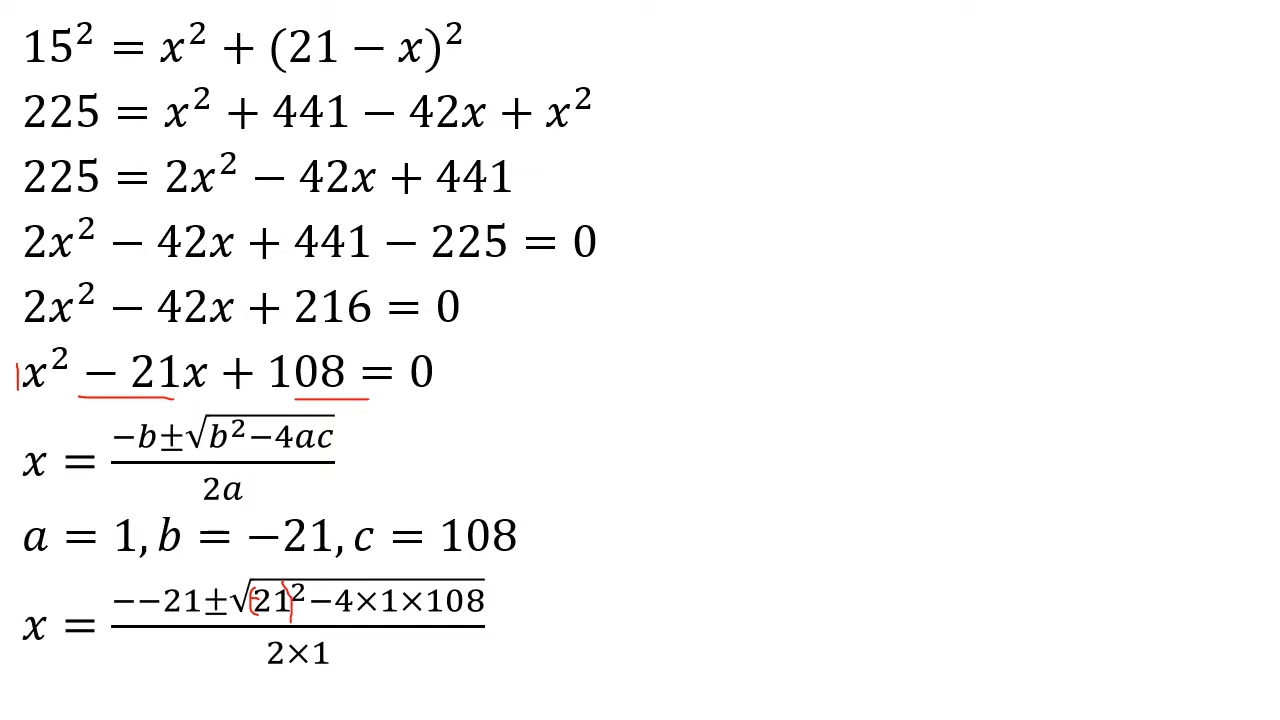 15² = x² + (21 − x)²
225 = x² + 441 − 42x + x²
225 = 2x² − 42x + 441
2x² − 42x + 441 − 225 = 0
2x² − 42x + 216 = 0
1x² − 21x + 108 = 0
x = (−b±√(b²−4ac))/(2a)
a = 1, b = −21, c = 108
x = (−−21±√((-21)²−4×1×108))/(2×1)